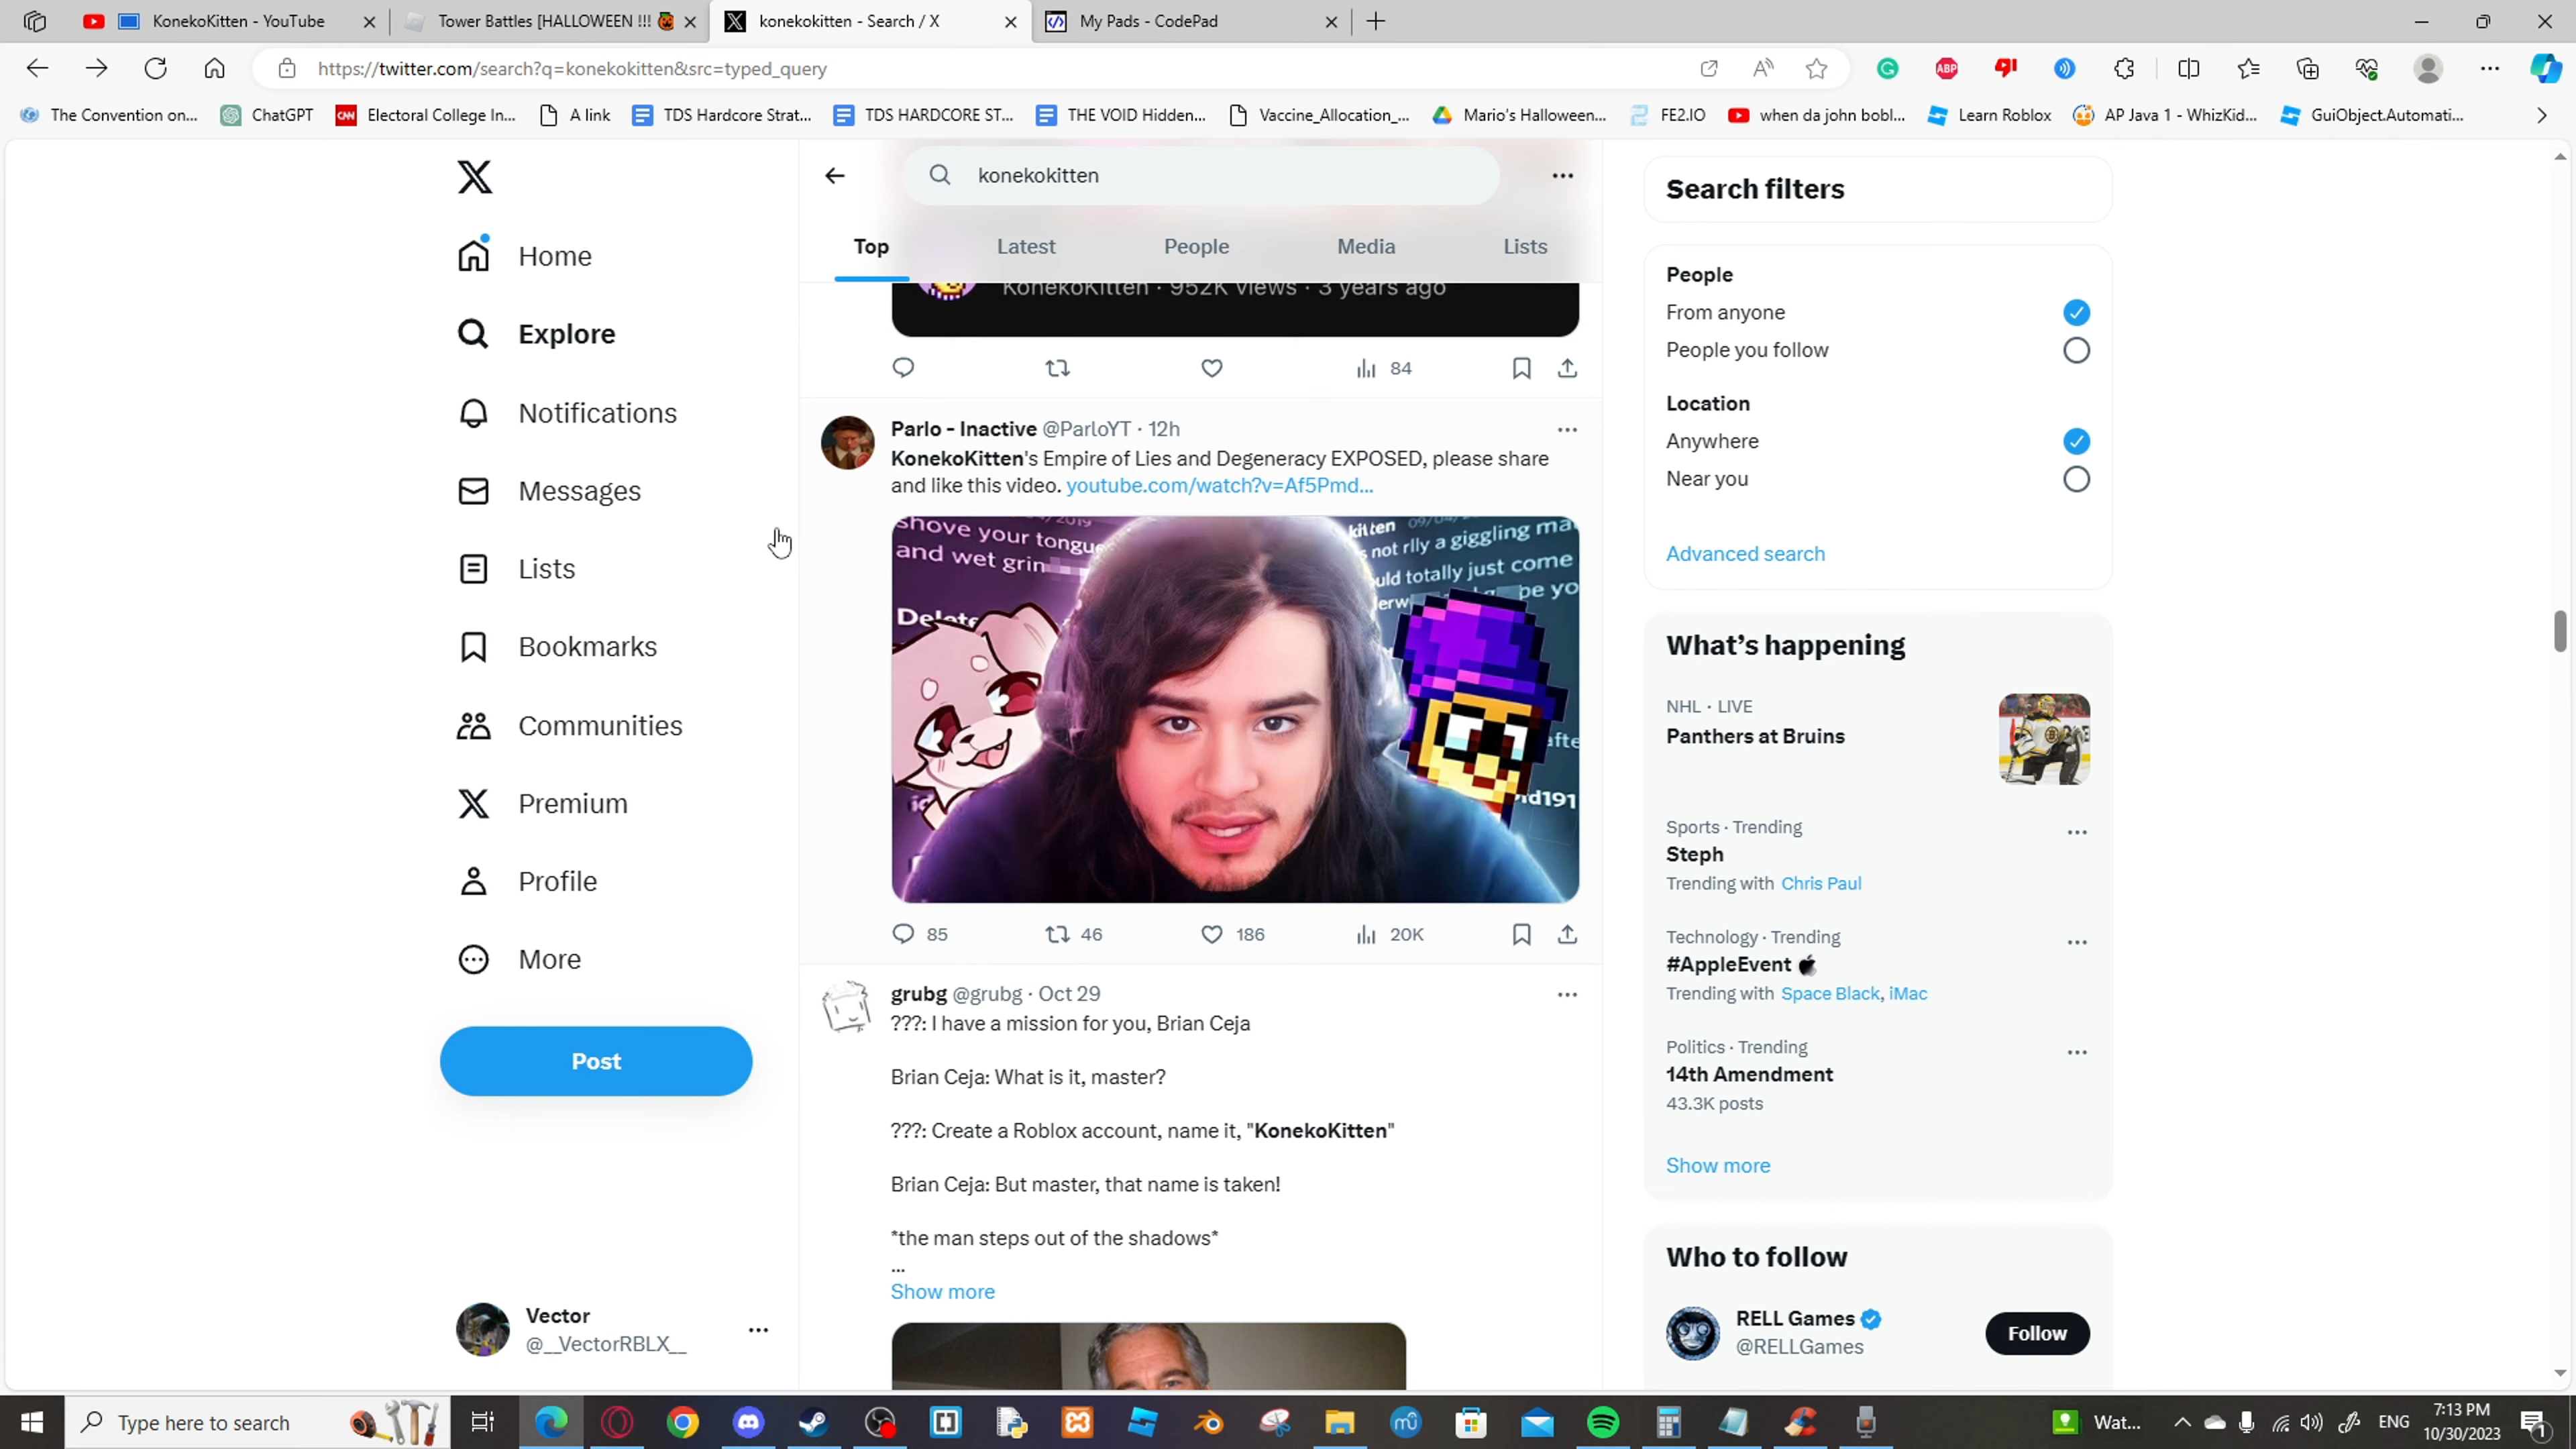 KonekoKitten - YouTube
Tower Battles [HALLOWEEN !!!
konekokitten - Search / X
My Pads - CodePad
https://twitter.com/search?q=konekokitten&src=typed_query
ABP
The Convention on...
ChatGPT
CNN
Electoral College In...
A link
TDS Hardcore Strat...
TDS HARDCORE ST...
THE VOID Hidden...
Vaccine_Allocation_...
Mario's Halloween...
FE2.IO
when da john bobl...
Learn Roblox
AP Java 1 - WhizKid...
GuiObject.Automati...
Home
Explore
Notifications
Messages
Lists
Bookmarks
Communities
Premium
Profile
More
Post
Vector
@__VectorRBLX__
konekokitten
Top
Latest
People
Media
Lists
KonekoKitten · 952K views · 3 years ago
84
Parlo - Inactive @ParloYT · 12h
KonekoKitten's Empire of Lies and Degeneracy EXPOSED, please share
and like this video. youtube.com/watch?v=Af5Pmd...
shove your tongue
and wet grin
Delete
kitten
not rlly a giggling ma
uld totally just come
be yo
afte
id191
85
46
186
20K
grubg @grubg · Oct 29
???: I have a mission for you, Brian Ceja
Brian Ceja: What is it, master?
???: Create a Roblox account, name it, "KonekoKitten"
Brian Ceja: But master, that name is taken!
*the man steps out of the shadows*
...
Show more
Search filters
People
From anyone
People you follow
Location
Anywhere
Near you
Advanced search
What's happening
NHL · LIVE
Panthers at Bruins
Sports · Trending
Steph
Trending with Chris Paul
Technology · Trending
#AppleEvent
Trending with Space Black, iMac
Politics · Trending
14th Amendment
43.3K posts
Show more
Who to follow
RELL Games
@RELLGames
Follow
Type here to search
Wat...
ENG
7:13 PM
10/30/2023
1